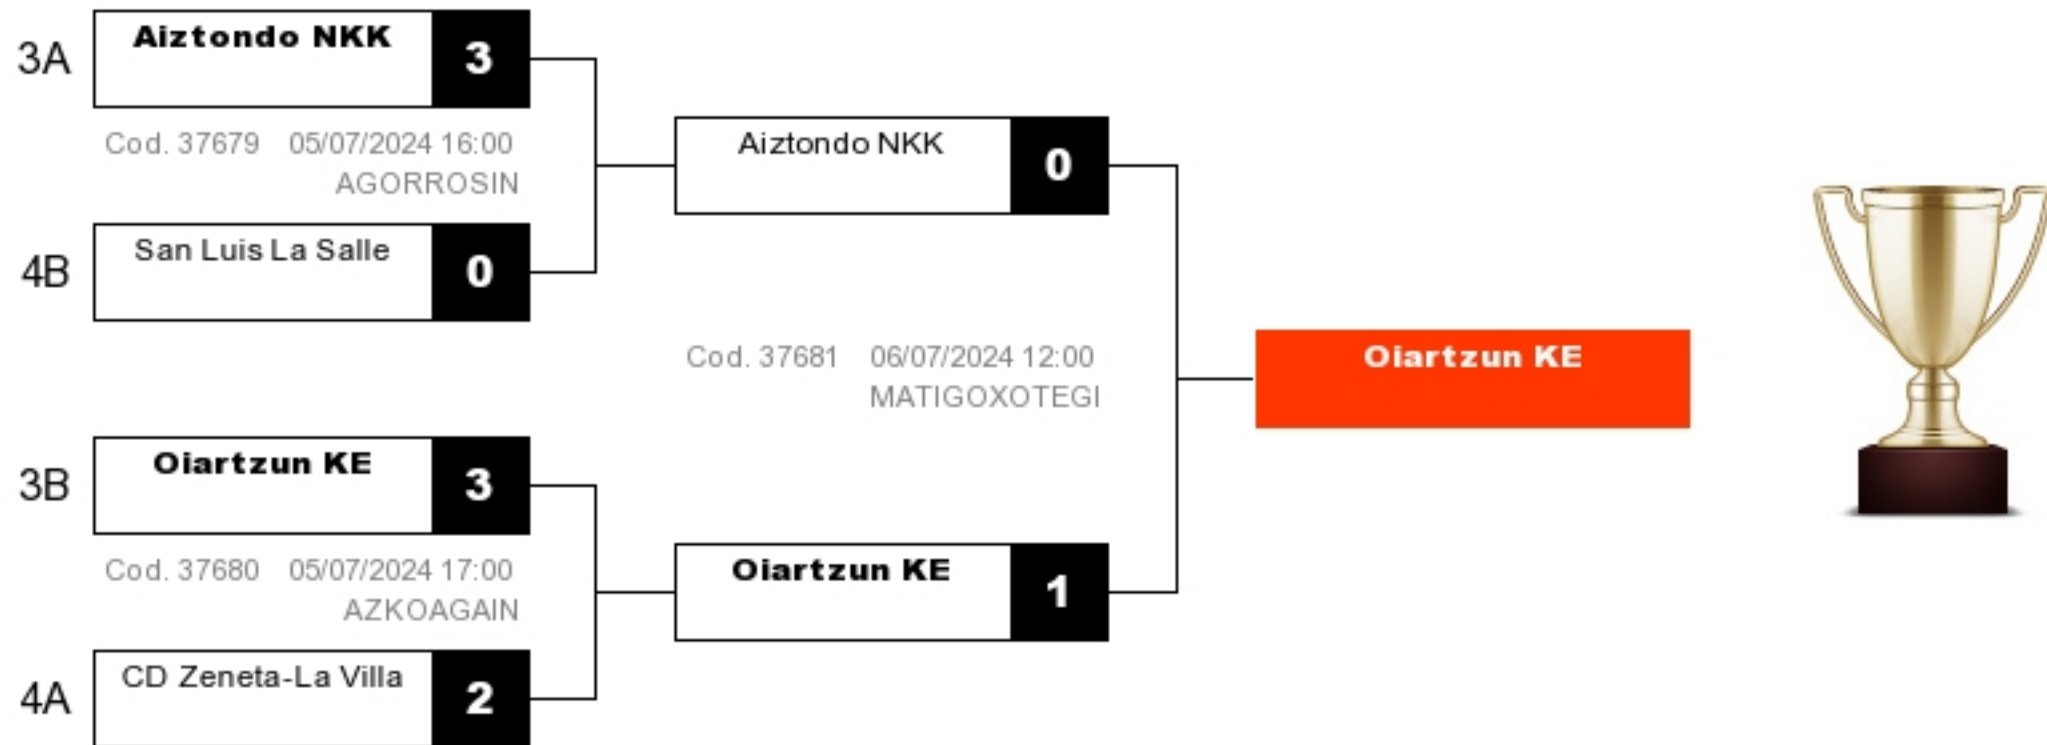 3A
Aiztondo NKK 3
Cod. 37679 05/07/2024 16:00
AGORROSIN
4B
San Luis La Salle 0
3B
Oiartzun KE 3
Cod. 37680 05/07/2024 17:00
AZKOAGAIN
4A
CD Zeneta-La Villa 2
Aiztondo NKK 0
Cod. 37681 06/07/2024 12:00
MATIGOXOTEGI
Oiartzun KE 1
Oiartzun KE